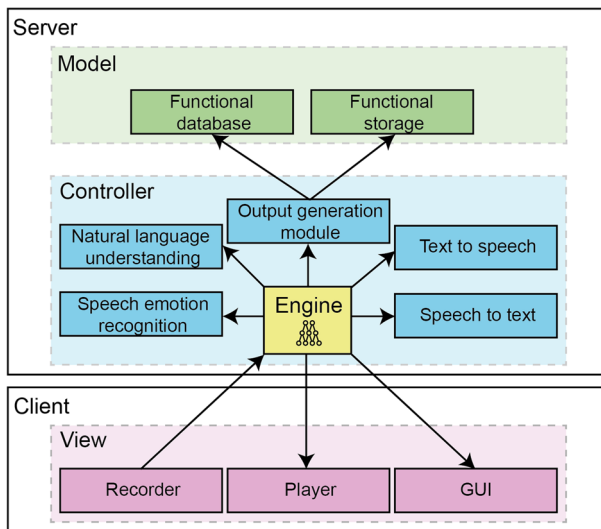 Server
Model
Functional
database
Functional
storage
Controller
Output generation
module
Natural language
understanding
Text to speech
Speech emotion
recognition
Engine
Speech to text
Client
View
Recorder
Player
GUI